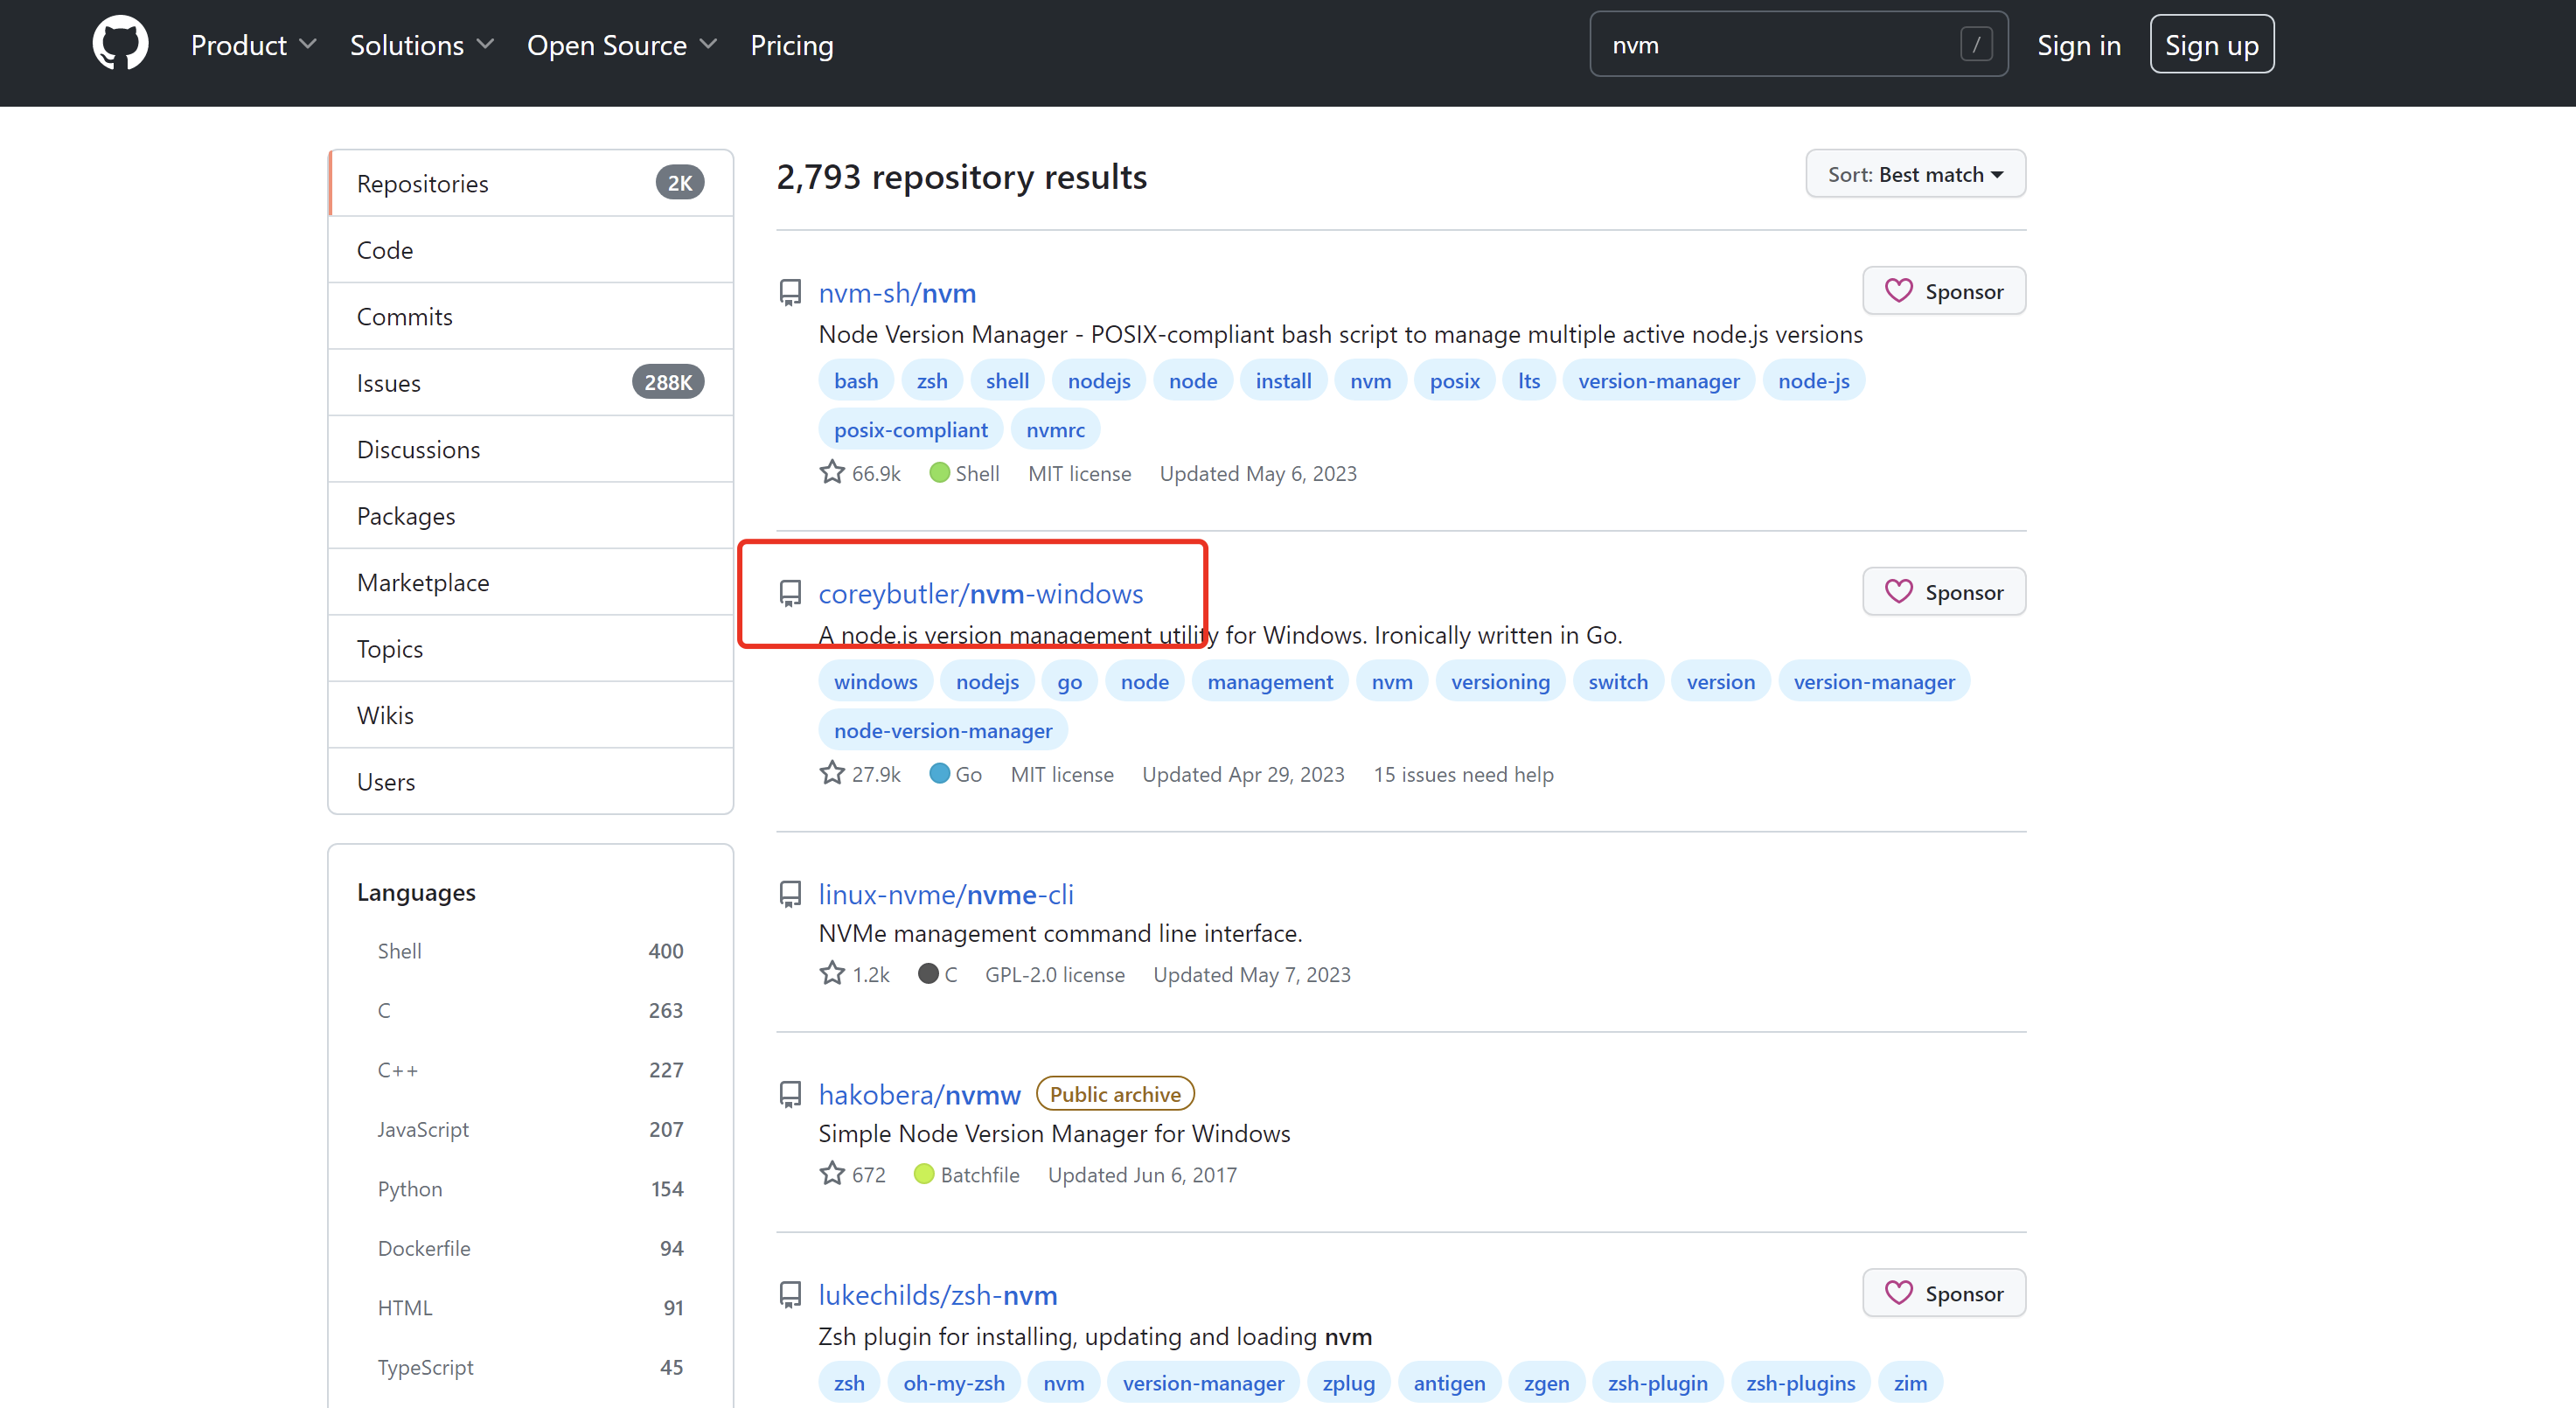 Product Solutions Open Source Pricing nvm / Sign in Sign up
Repositories 2K
Code
Commits
Issues 288K
Discussions
Packages
Marketplace
Topics
Wikis
Users
Languages
Shell 400
C 263
C++ 227
JavaScript 207
Python 154
Dockerfile 94
HTML 91
TypeScript 45
2,793 repository results
Sort: Best match
nvm-sh/nvm
Sponsor
Node Version Manager - POSIX-compliant bash script to manage multiple active node.js versions
bash zsh shell nodejs node install nvm posix lts version-manager node-js
posix-compliant nvmrc
66.9k Shell MIT license Updated May 6, 2023
coreybutler/nvm-windows
Sponsor
A node.js version management utility for Windows. Ironically written in Go.
windows nodejs go node management nvm versioning switch version version-manager
node-version-manager
27.9k Go MIT license Updated Apr 29, 2023 15 issues need help
linux-nvme/nvme-cli
NVMe management command line interface.
1.2k C GPL-2.0 license Updated May 7, 2023
hakobera/nvmw Public archive
Simple Node Version Manager for Windows
672 Batchfile Updated Jun 6, 2017
lukechilds/zsh-nvm
Sponsor
Zsh plugin for installing, updating and loading nvm
zsh oh-my-zsh nvm version-manager zplug antigen zgen zsh-plugin zsh-plugins zim